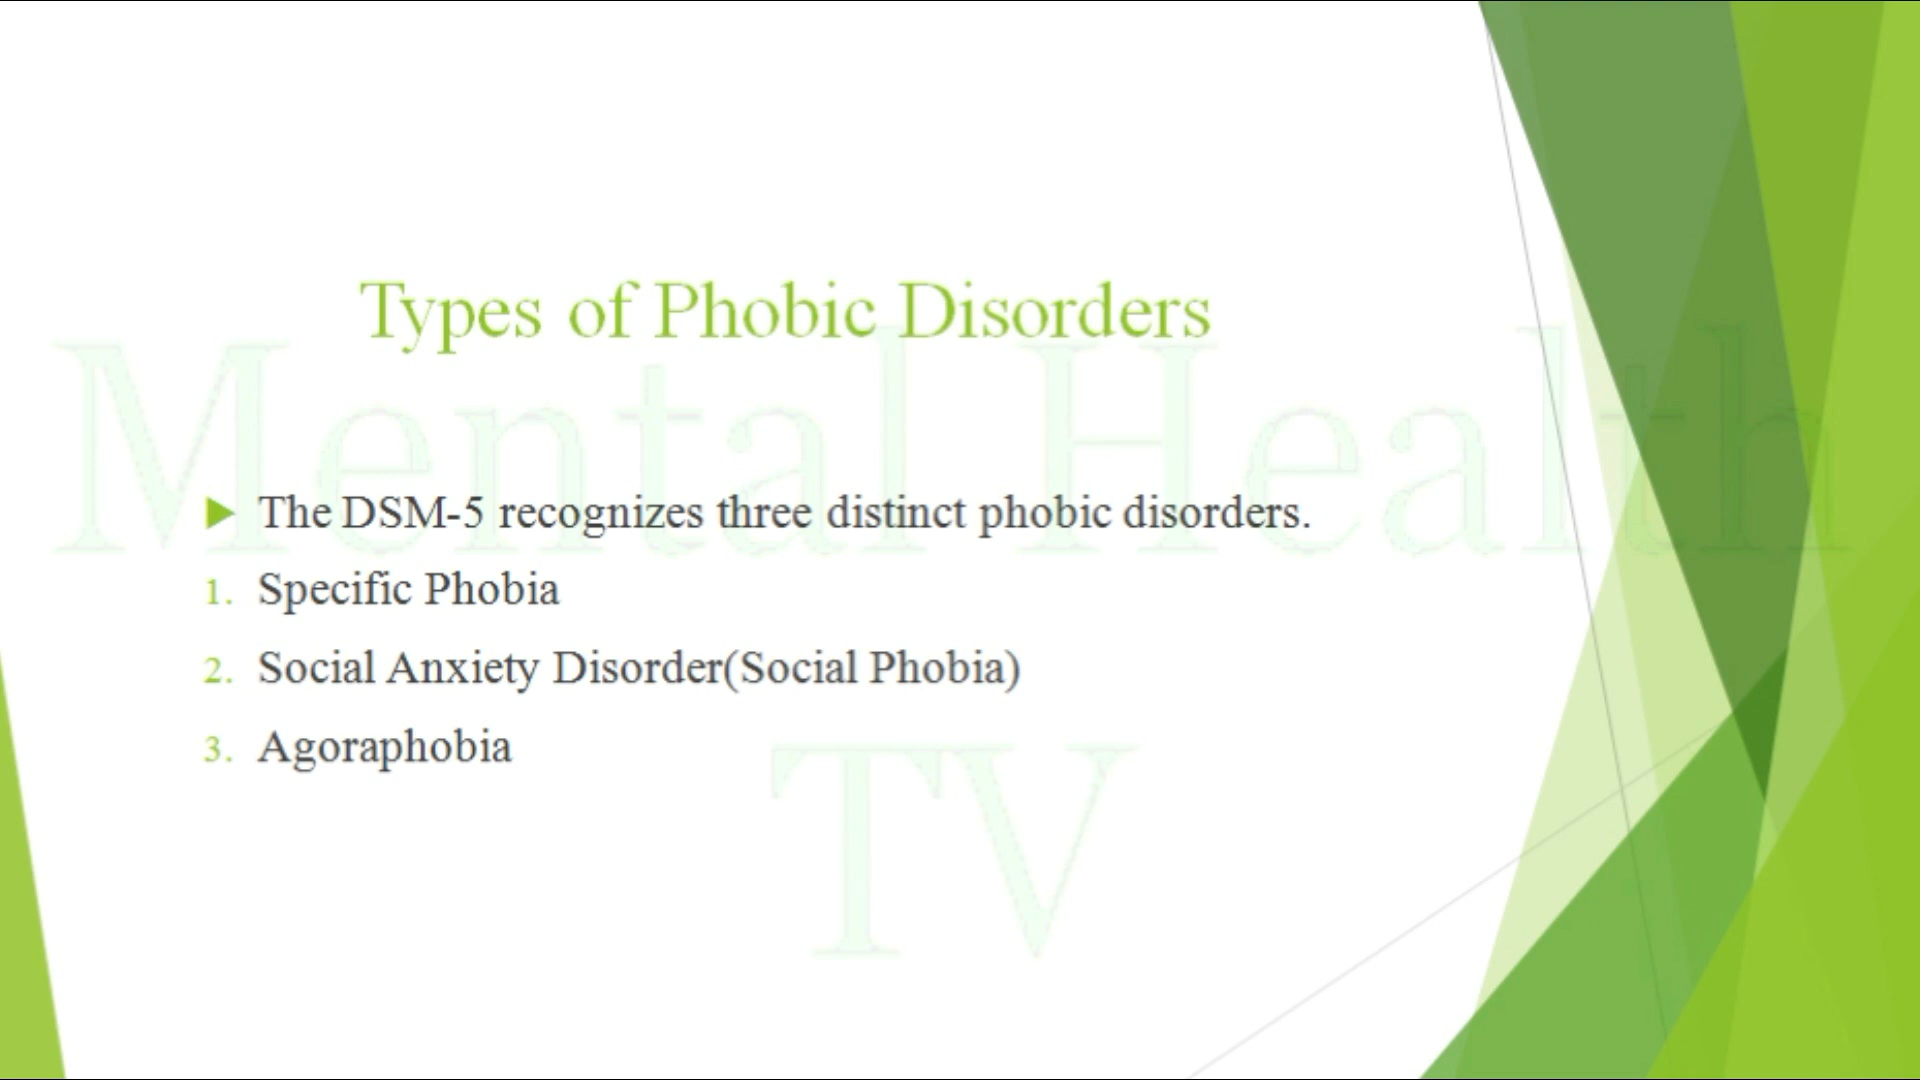 Types of Phobic Disorders
Mental Health
▶ The DSM-5 recognizes three distinct phobic disorders.
1. Specific Phobia
2. Social Anxiety Disorder(Social Phobia)
3. Agoraphobia
TV